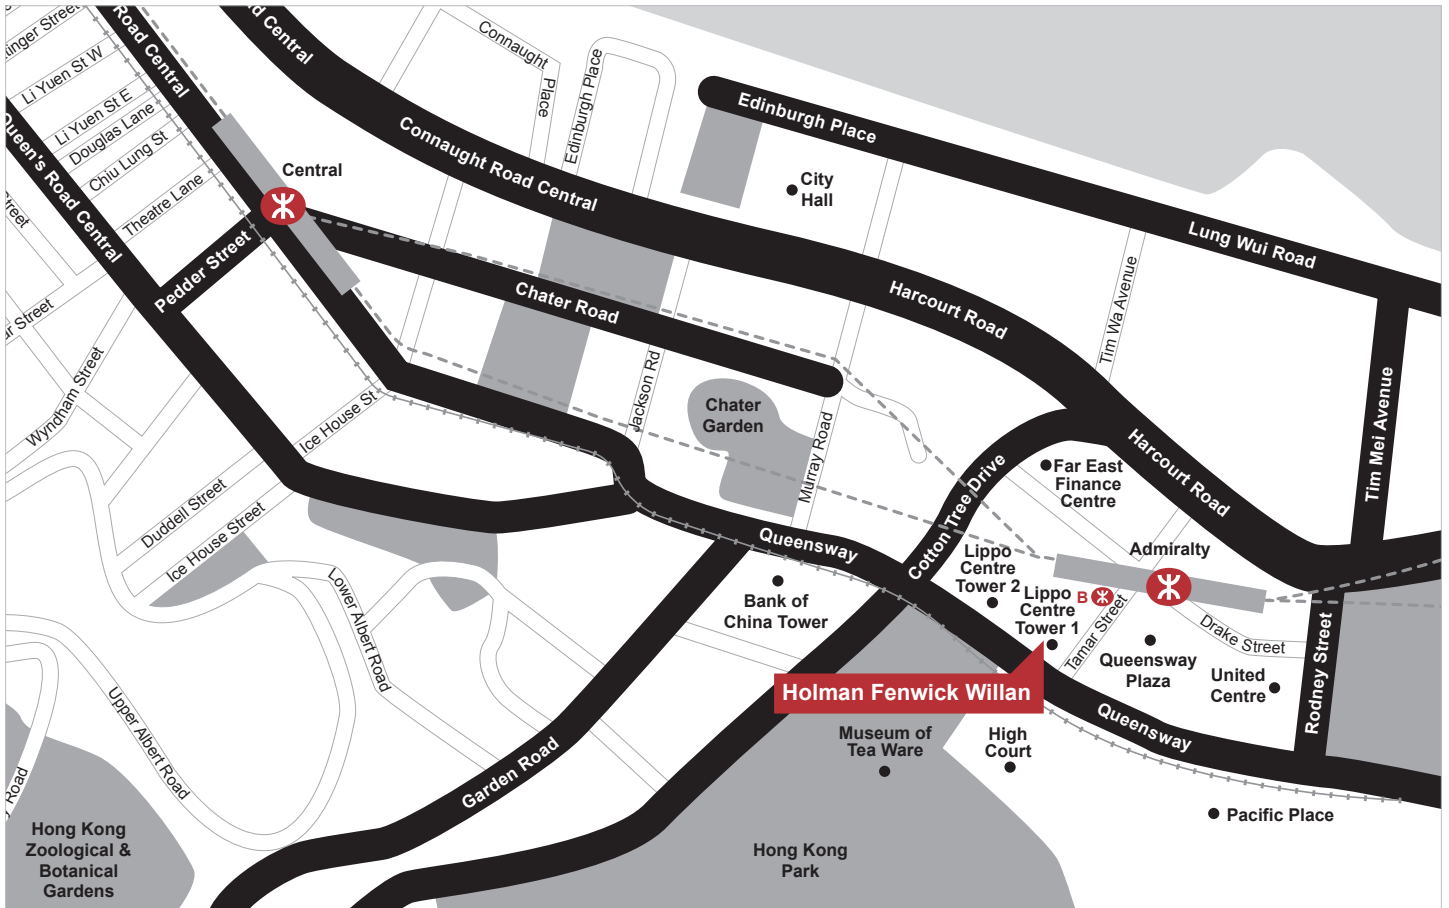 tinger Street
Li Yuen St W
Li Yuen St E
Douglas Lane
Chiu Lung St
Theatre Lane
Road Central
d Central
Queen's Road Central
Street
Pedder Street
Central
Connaught
Place
Edinburgh Place
Connaught Road Central
Edinburgh Place
City
Hall
Lung Wui Road
Chater Road
Harcourt Road
Tim Wa Avenue
Tim Mei Avenue
ar Street
Wyndham Street
Ice House St
Jackson Rd
Chater
Garden
Murray Road
Duddell Street
Ice House Street
Cotton Tree Drive
Far East
Finance
Centre
Harcourt Road
Queensway
Admiralty
Lippo
Centre
Tower 2
Lippo
Centre
Tower 1
B
Tamar Street
Drake Street
Bank of
China Tower
Queensway
Plaza
United
Centre
Rodney Street
Lower Albert Road
Upper Albert Road
Holman Fenwick Willan
Museum of
Tea Ware
High
Court
Queensway
Garden Road
Pacific Place
Road
Hong Kong
Zoological &
Botanical
Gardens
Hong Kong
Park